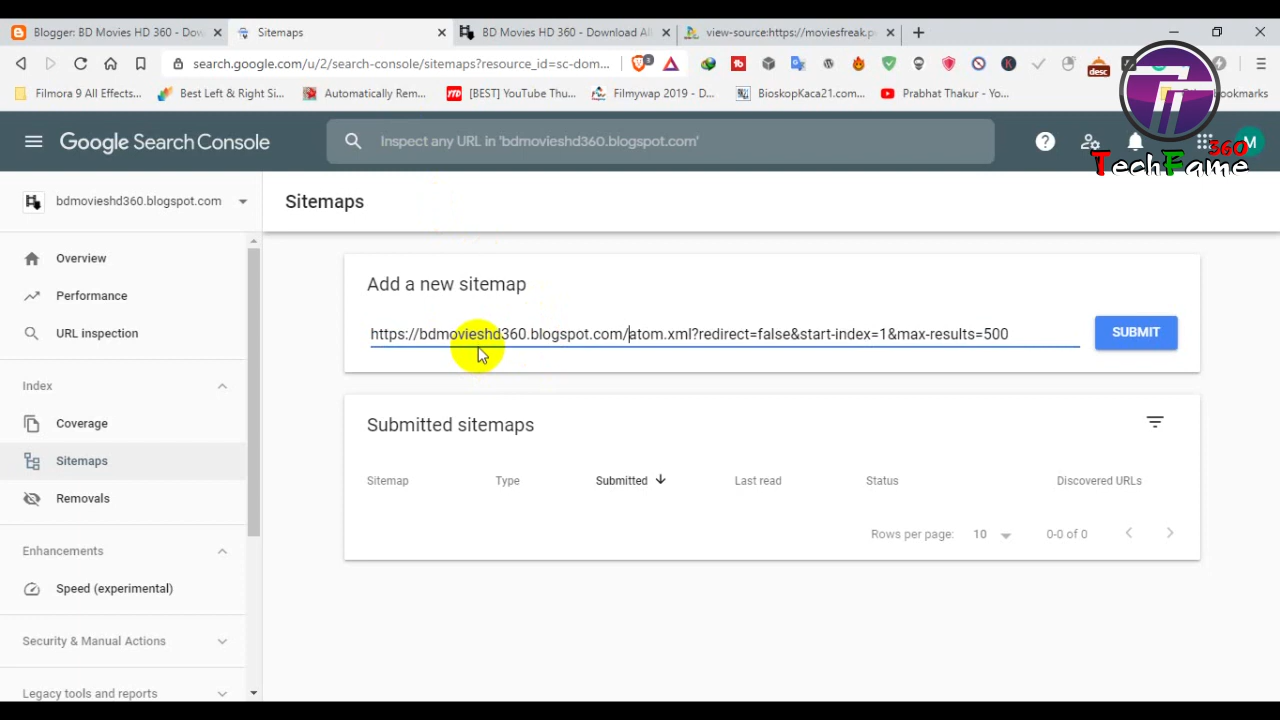 Blogger: BD Movies HD 360 - Dow
Sitemaps
BD Movies HD 360 - Download All
view-source:https://moviesfreak.p
search.google.com/u/2/search-console/sitemaps?resource_id=sc-dom...
3
desc
Filmora 9 All Effects...
Best Left & Right Si...
Automatically Rem...
[BEST] YouTube Thu...
Filmywap 2019 - D...
BioskopKaca21.com...
Prabhat Thakur - Yo...
bookmarks
Google Search Console
Inspect any URL in 'bdmovieshd360.blogspot.com'
M
360
TechFame
bdmovieshd360.blogspot.com
Sitemaps
Overview
Performance
URL inspection
Index
Coverage
Sitemaps
Removals
Enhancements
Speed (experimental)
Security & Manual Actions
Legacy tools and reports
Add a new sitemap
https://bdmovieshd360.blogspot.com/atom.xml?redirect=false&start-index=1&max-results=500
SUBMIT
Submitted sitemaps
Sitemap
Type
Submitted
Last read
Status
Discovered URLs
Rows per page:
10
0-0 of 0